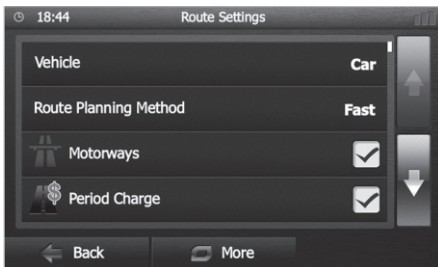 18:44 Route Settings
Vehicle Car
Route Planning Method Fast
Motorways
$ Period Charge
Back More